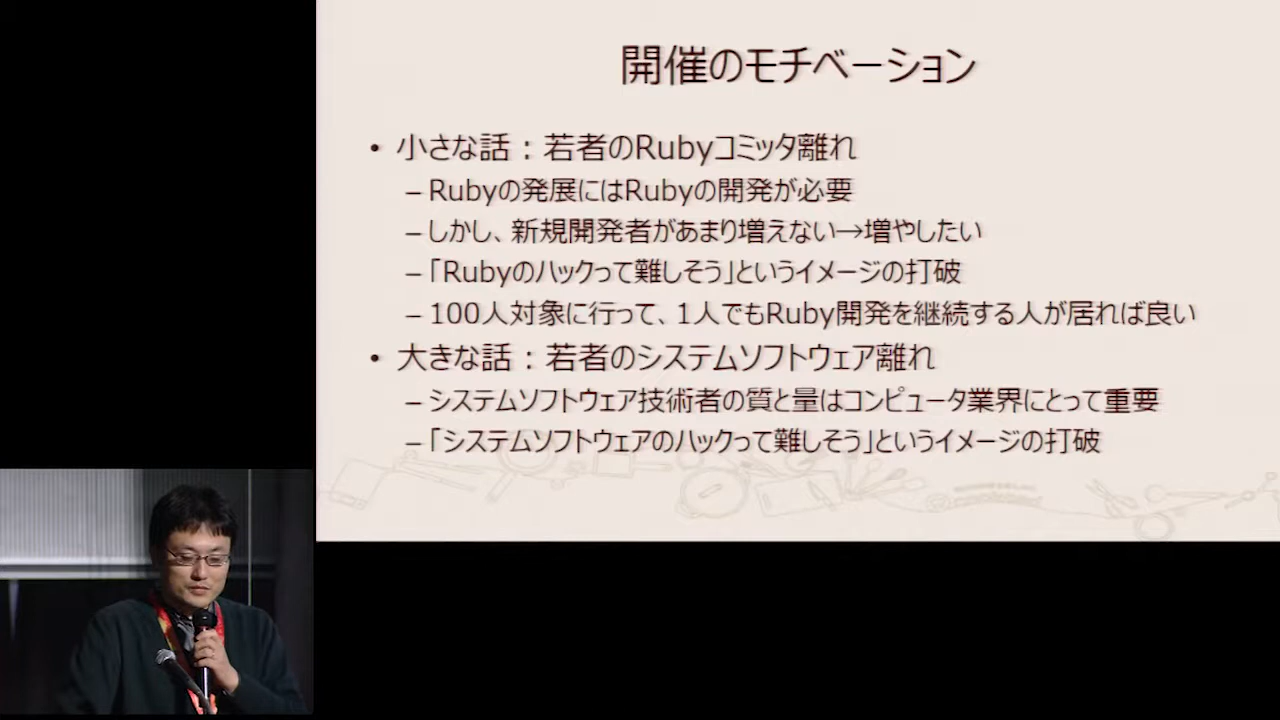 開催のモチベーション
• 小さな話：若者のRubyコミッタ離れ
– Rubyの発展にはRubyの開発が必要
– しかし、新規開発者があまり増えない→増やしたい
– 「Rubyのハックって難しそう」というイメージの打破
– 100人対象に行って、1人でもRuby開発を継続する人が居れば良い
• 大きな話：若者のシステムソフトウェア離れ
– システムソフトウェア技術者の質と量はコンピュータ業界にとって重要
– 「システムソフトウェアのハックって難しそう」というイメージの打破